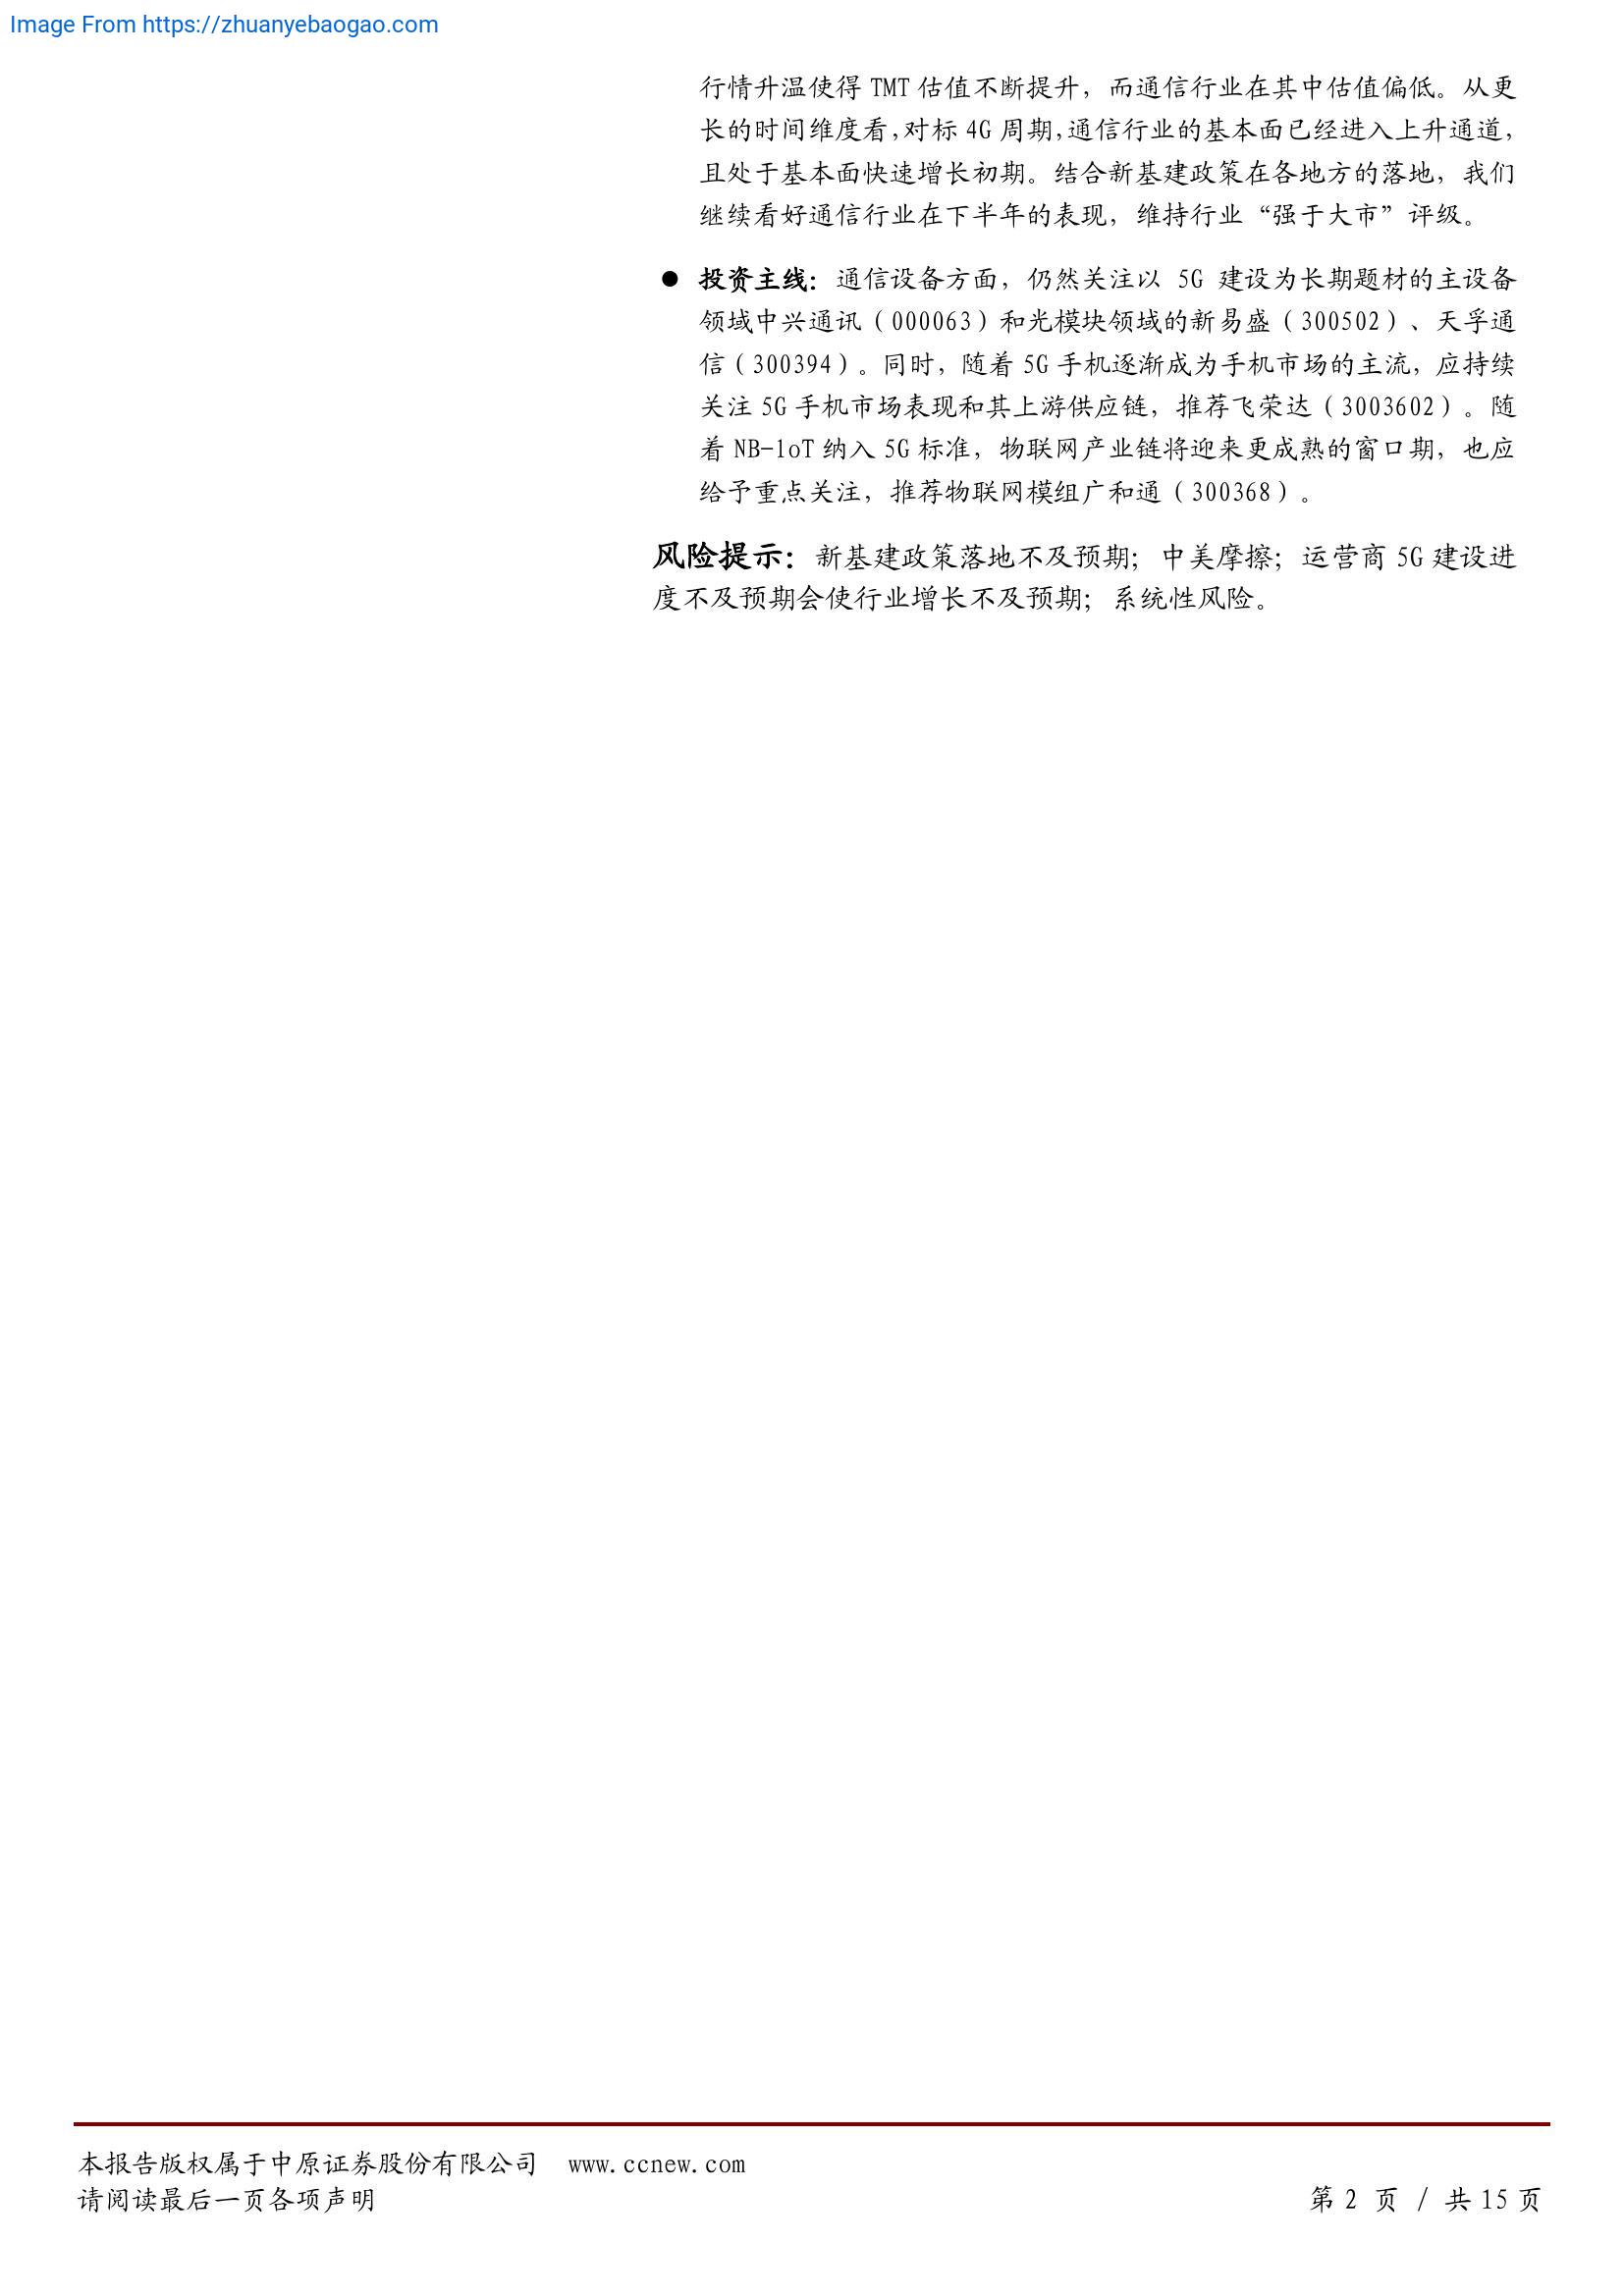 Image From https://zhuanyebaogao.com
行情升温使得 TMT 估值不断提升，而通信行业在其中估值偏低。从更
长的时间维度看，对标 4G 周期，通信行业的基本面已经进入上升通道，
且处于基本面快速增长初期。结合新基建政策在各地方的落地，我们
继续看好通信行业在下半年的表现，维持行业“强于大市”评级。
● 投资主线：通信设备方面，仍然关注以 5G 建设为长期题材的主设备
领域中兴通讯（000063）和光模块领域的新易盛（300502）、天孚通
信（300394）。同时，随着 5G 手机逐渐成为手机市场的主流，应持续
关注 5G 手机市场表现和其上游供应链，推荐飞荣达（3003602）。随
着 NB-loT 纳入 5G 标准，物联网产业链将迎来更成熟的窗口期，也应
给予重点关注，推荐物联网模组广和通（300368）。
风险提示：新基建政策落地不及预期；中美摩擦；运营商 5G 建设进
度不及预期会使行业增长不及预期；系统性风险。
本报告版权属于中原证券股份有限公司 www.ccnew.com
请阅读最后一页各项声明
第 2 页 / 共 15 页